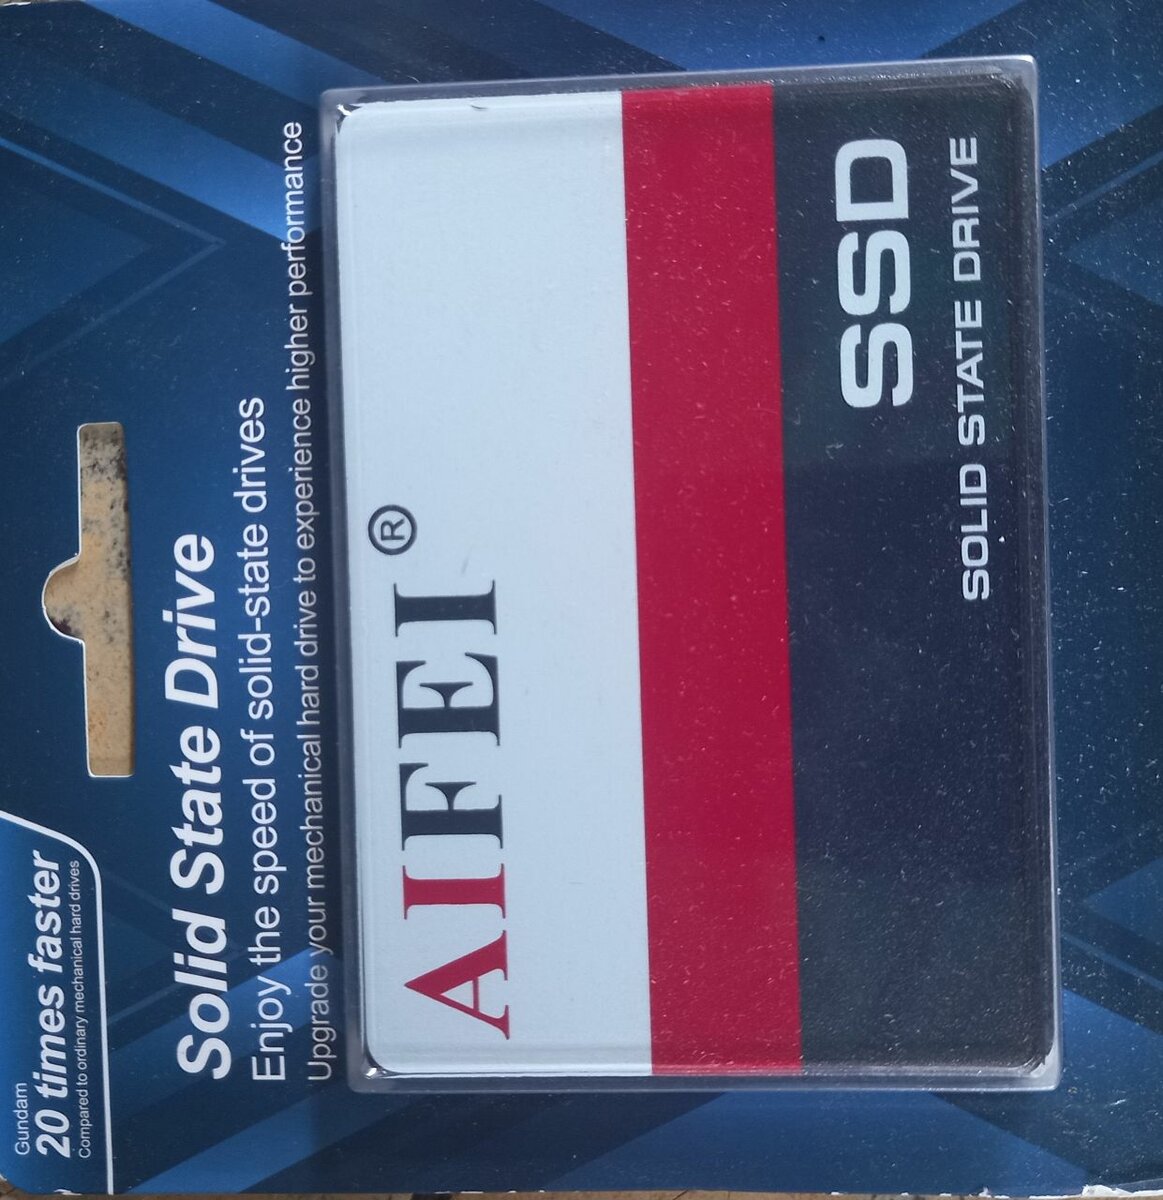 Gundam
20 times faster
Compared to ordinary mechanical hard drives
Solid State Drive
Enjoy the speed of solid-state drives
Upgrade your mechanical hard drive to experience higher performance
AIFEI®
SSD
SOLID STATE DRIVE